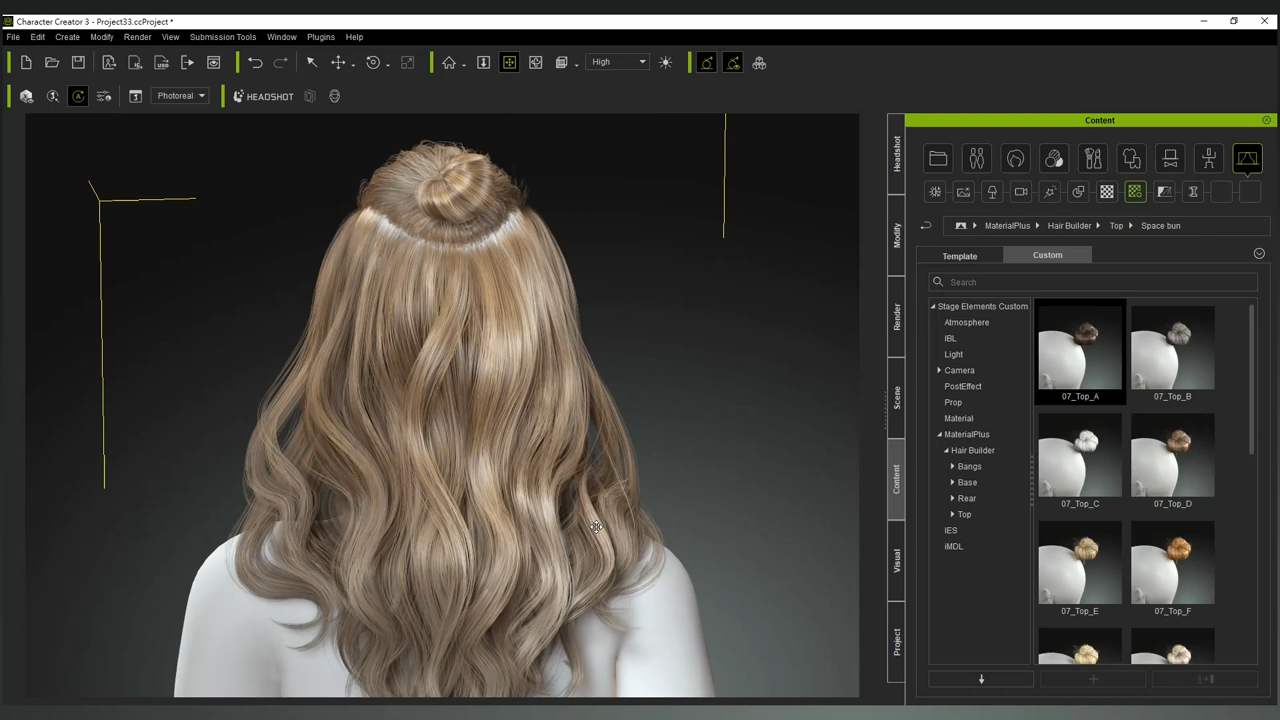 Character Creator 3 - Project33.ccProject *
File Edit Create Modify Render View Submission Tools Window Plugins Help
High
Photoreal HEADSHOT
Content
Headshot
Modify
Render
Scene
Content
Visual
Project
MaterialPlus Hair Builder Top Space bun
Template Custom
Search
Stage Elements Custom
Atmosphere
IBL
Light
Camera
PostEffect
Prop
Material
MaterialPlus
Hair Builder
Bangs
Base
Rear
Top
IES
iMDL
07_Top_A 07_Top_B
07_Top_C 07_Top_D
07_Top_E 07_Top_F